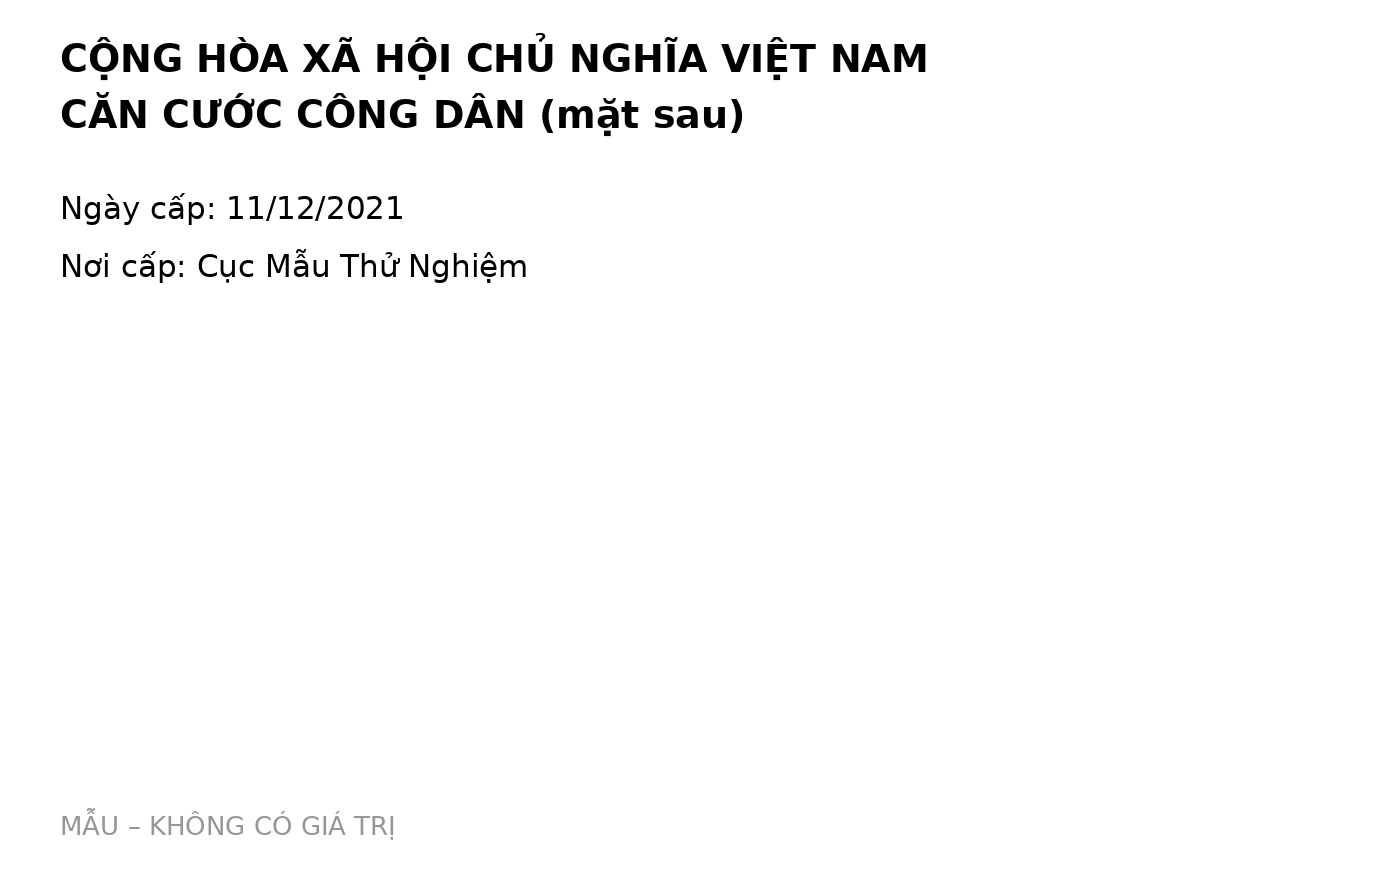 CỘNG HÒA XÃ HỘI CHỦ NGHĨA VIỆT NAM
CĂN CƯỚC CÔNG DÂN (mặt sau)
Ngày cấp: 11/12/2021
Nơi cấp: Cục Mẫu Thử Nghiệm
MẪU – KHÔNG CÓ GIÁ TRỊ